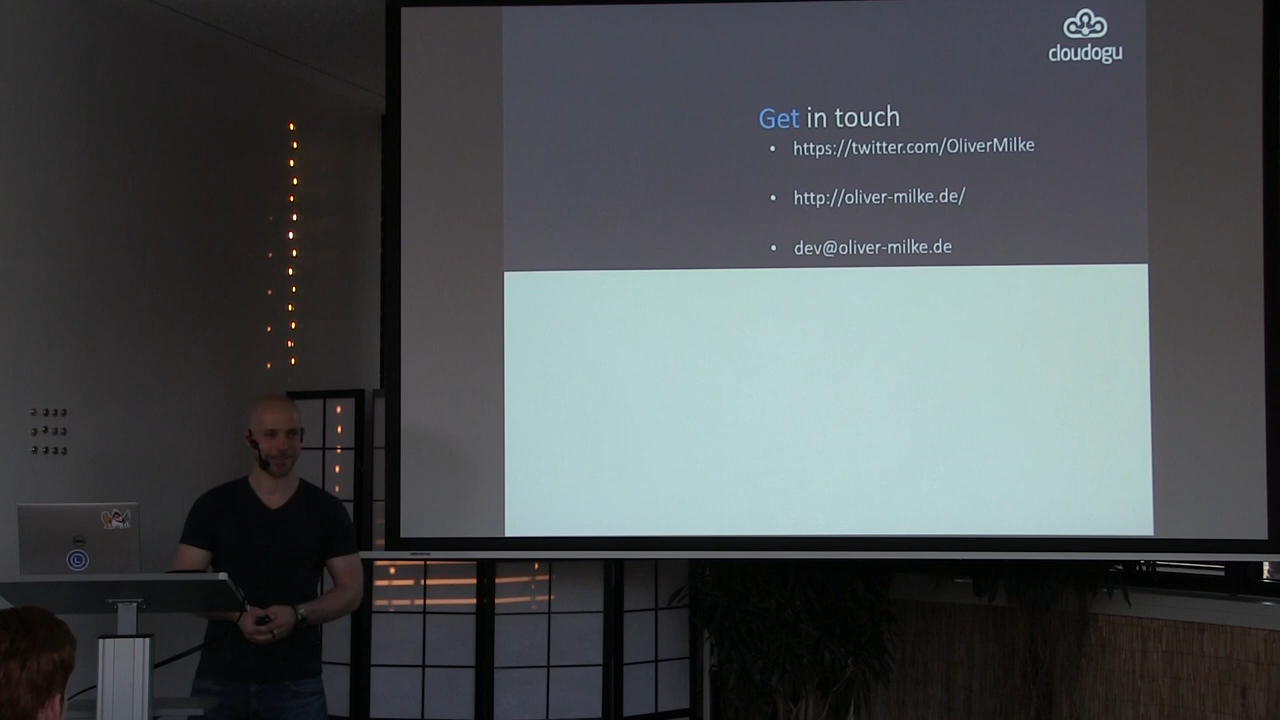 cloudogu
Get in touch
• https://twitter.com/OliverMilke
• http://oliver-milke.de/
• dev@oliver-milke.de